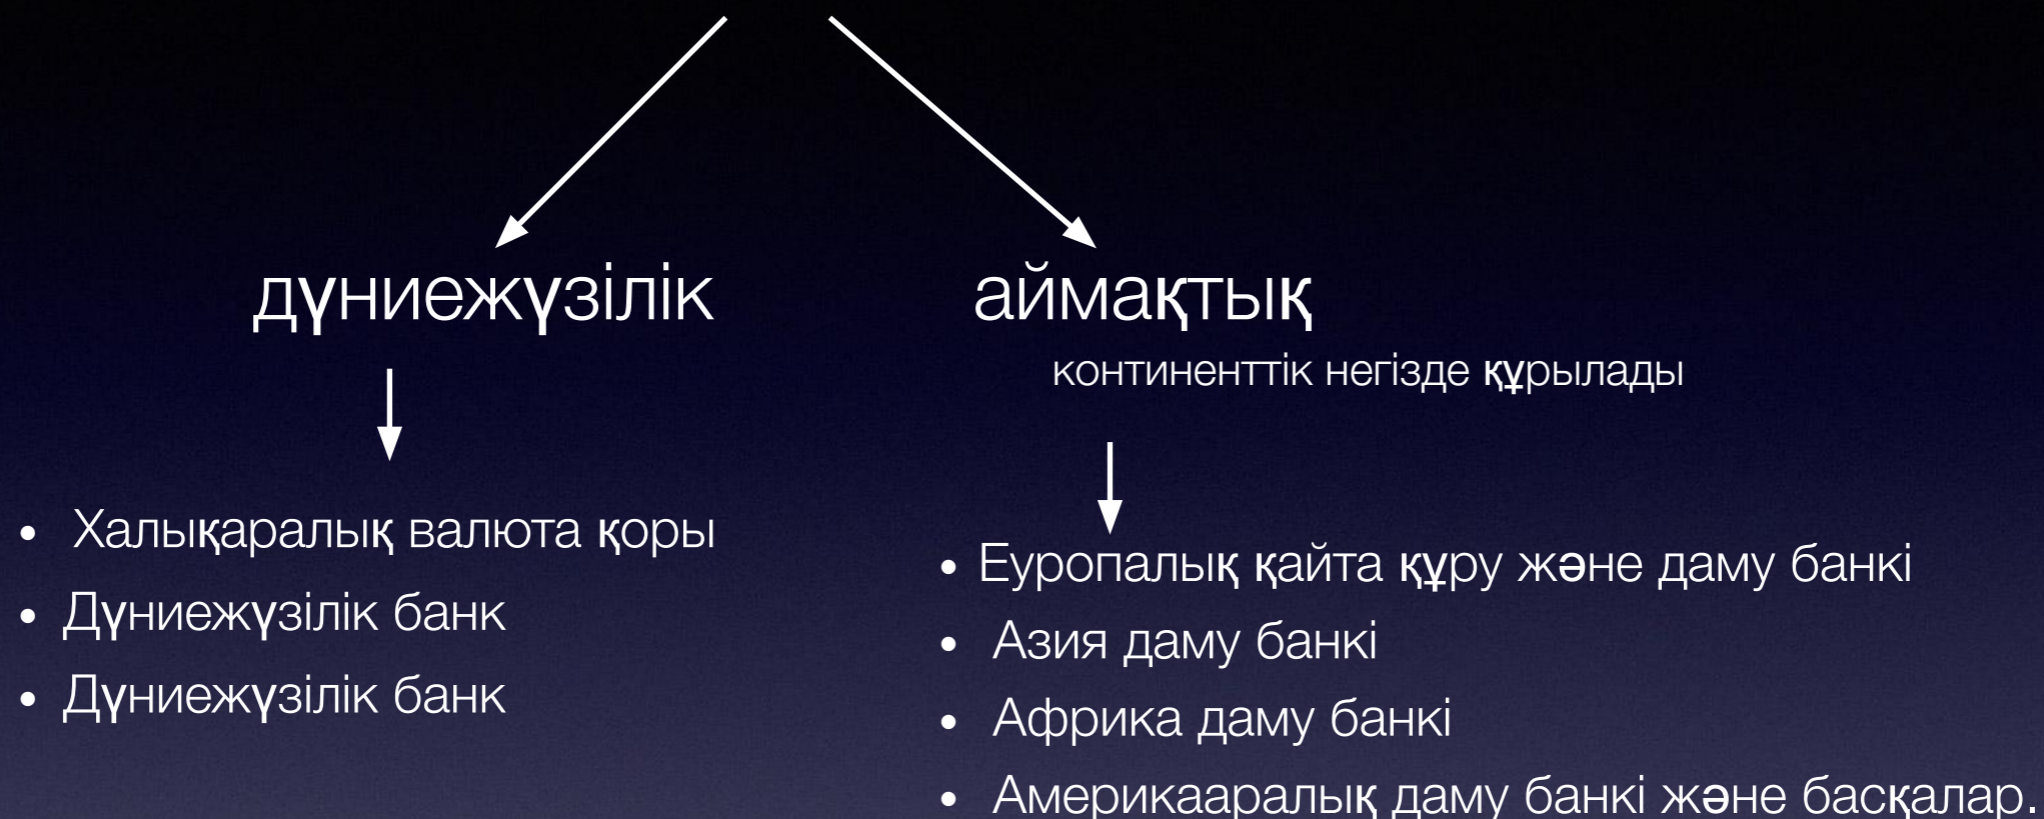 дүниежүзілік
• Халықаралық валюта қоры
• Дүниежүзілік банк
• Дүниежүзілік банк
аймақтық
континенттік негізде құрылады
• Еуропалық қайта құру және даму банкі
• Азия даму банкі
• Африка даму банкі
• Америкааралық даму банкі және басқалар.